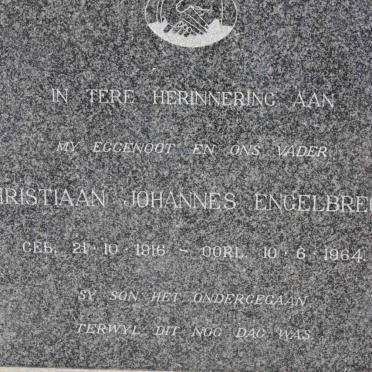 IN TERE HERINNERING AAN
MY EGGENOOT EN ONS VADER
HRISTIAAN JOHANNES ENGELBREC
GEB. 21·10·1916 – OORL. 10·6·1964.
SY SON HET ONDERGEGAAN
TERWYL DIT NOG DAG WAS.